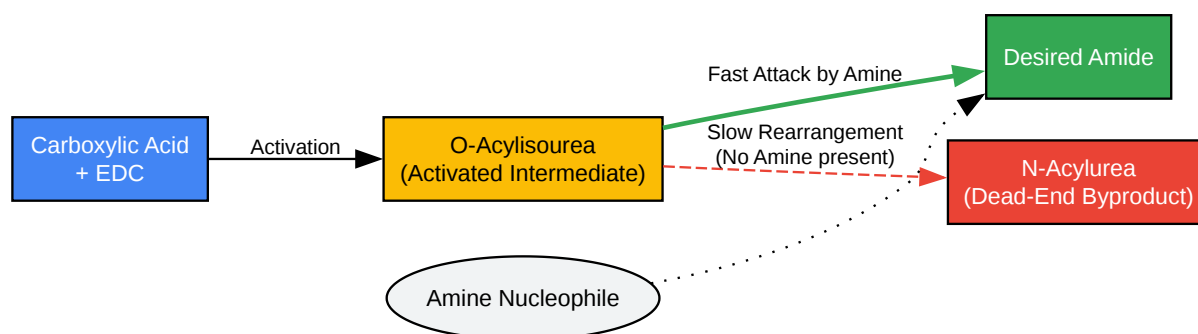 Carboxylic Acid
+ EDC
Activation
O-Acylisourea
(Activated Intermediate)
Fast Attack by Amine
Desired Amide
Slow Rearrangement
(No Amine present)
N-Acylurea
(Dead-End Byproduct)
Amine Nucleophile